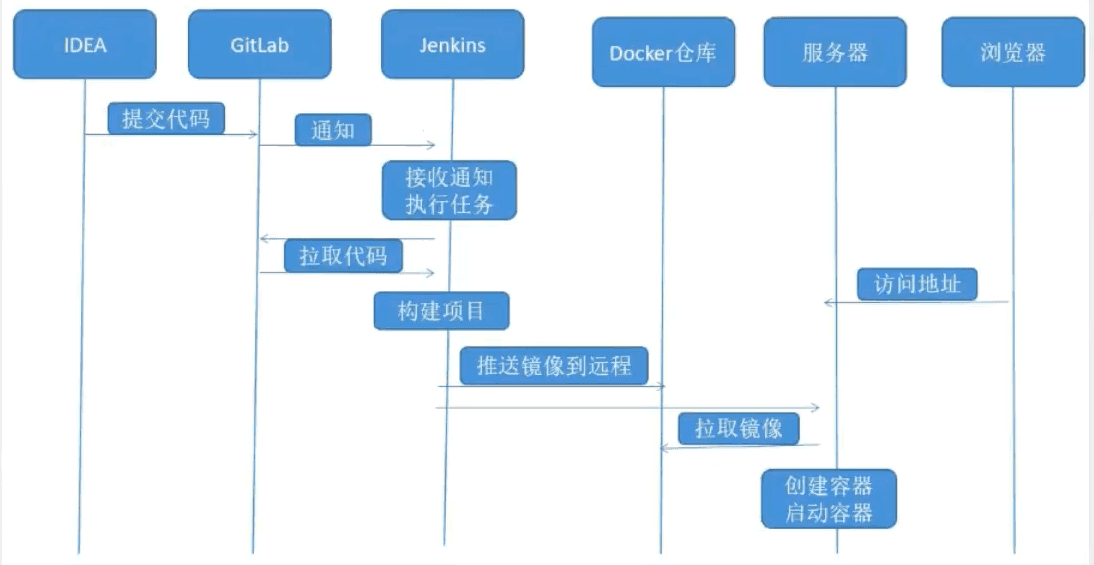 IDEA
GitLab
Jenkins
Docker仓库
服务器
浏览器
提交代码
通知
接收通知
执行任务
拉取代码
访问地址
构建项目
推送镜像到远程
拉取镜像
创建容器
启动容器